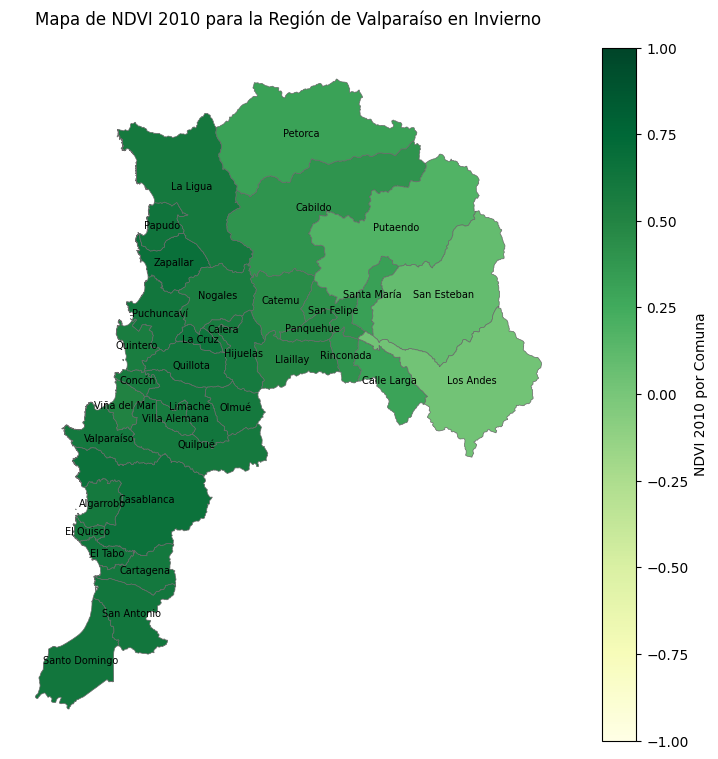 Mapa de NDVI 2010 para la Región de Valparaíso en Invierno
Petorca
La Ligua
Cabildo
Papudo
Putaendo
Zapallar
Nogales
Catemu
Santa María
San Esteban
San Felipe
Puchuncaví
Calera
Panquehue
La Cruz
Quintero
Hijuelas
Llaillay
Rinconada
Quillota
Concón
Calle Larga
Los Andes
Viña del Mar
Limache
Olmué
Villa Alemana
Valparaíso
Quilpué
Casablanca
Algarrobo
El Quisco
El Tabo
Cartagena
San Antonio
Santo Domingo
1.00
0.75
0.50
0.25
0.00
−0.25
−0.50
−0.75
−1.00
NDVI 2010 por Comuna